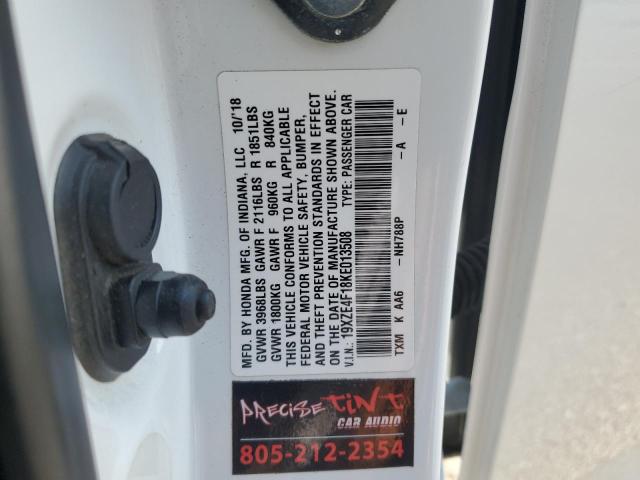 MFD. BY HONDA MFG. OF INDIANA, LLC 10/'18
GVWR 3968LBS GAWR F 2116LBS R 1851LBS
GVWR 1800KG GAWR F 960KG R 840KG
THIS VEHICLE CONFORMS TO ALL APPLICABLE
FEDERAL MOTOR VEHICLE SAFETY, BUMPER,
AND THEFT PREVENTION STANDARDS IN EFFECT
ON THE DATE OF MANUFACTURE SHOWN ABOVE.
V.I.N.: 19XZE4F18KE013508 TYPE: PASSENGER CAR
TXM K AA6 -NH788P -A -E
PRECISE TINT
CAR AUDIO
805-212-2354